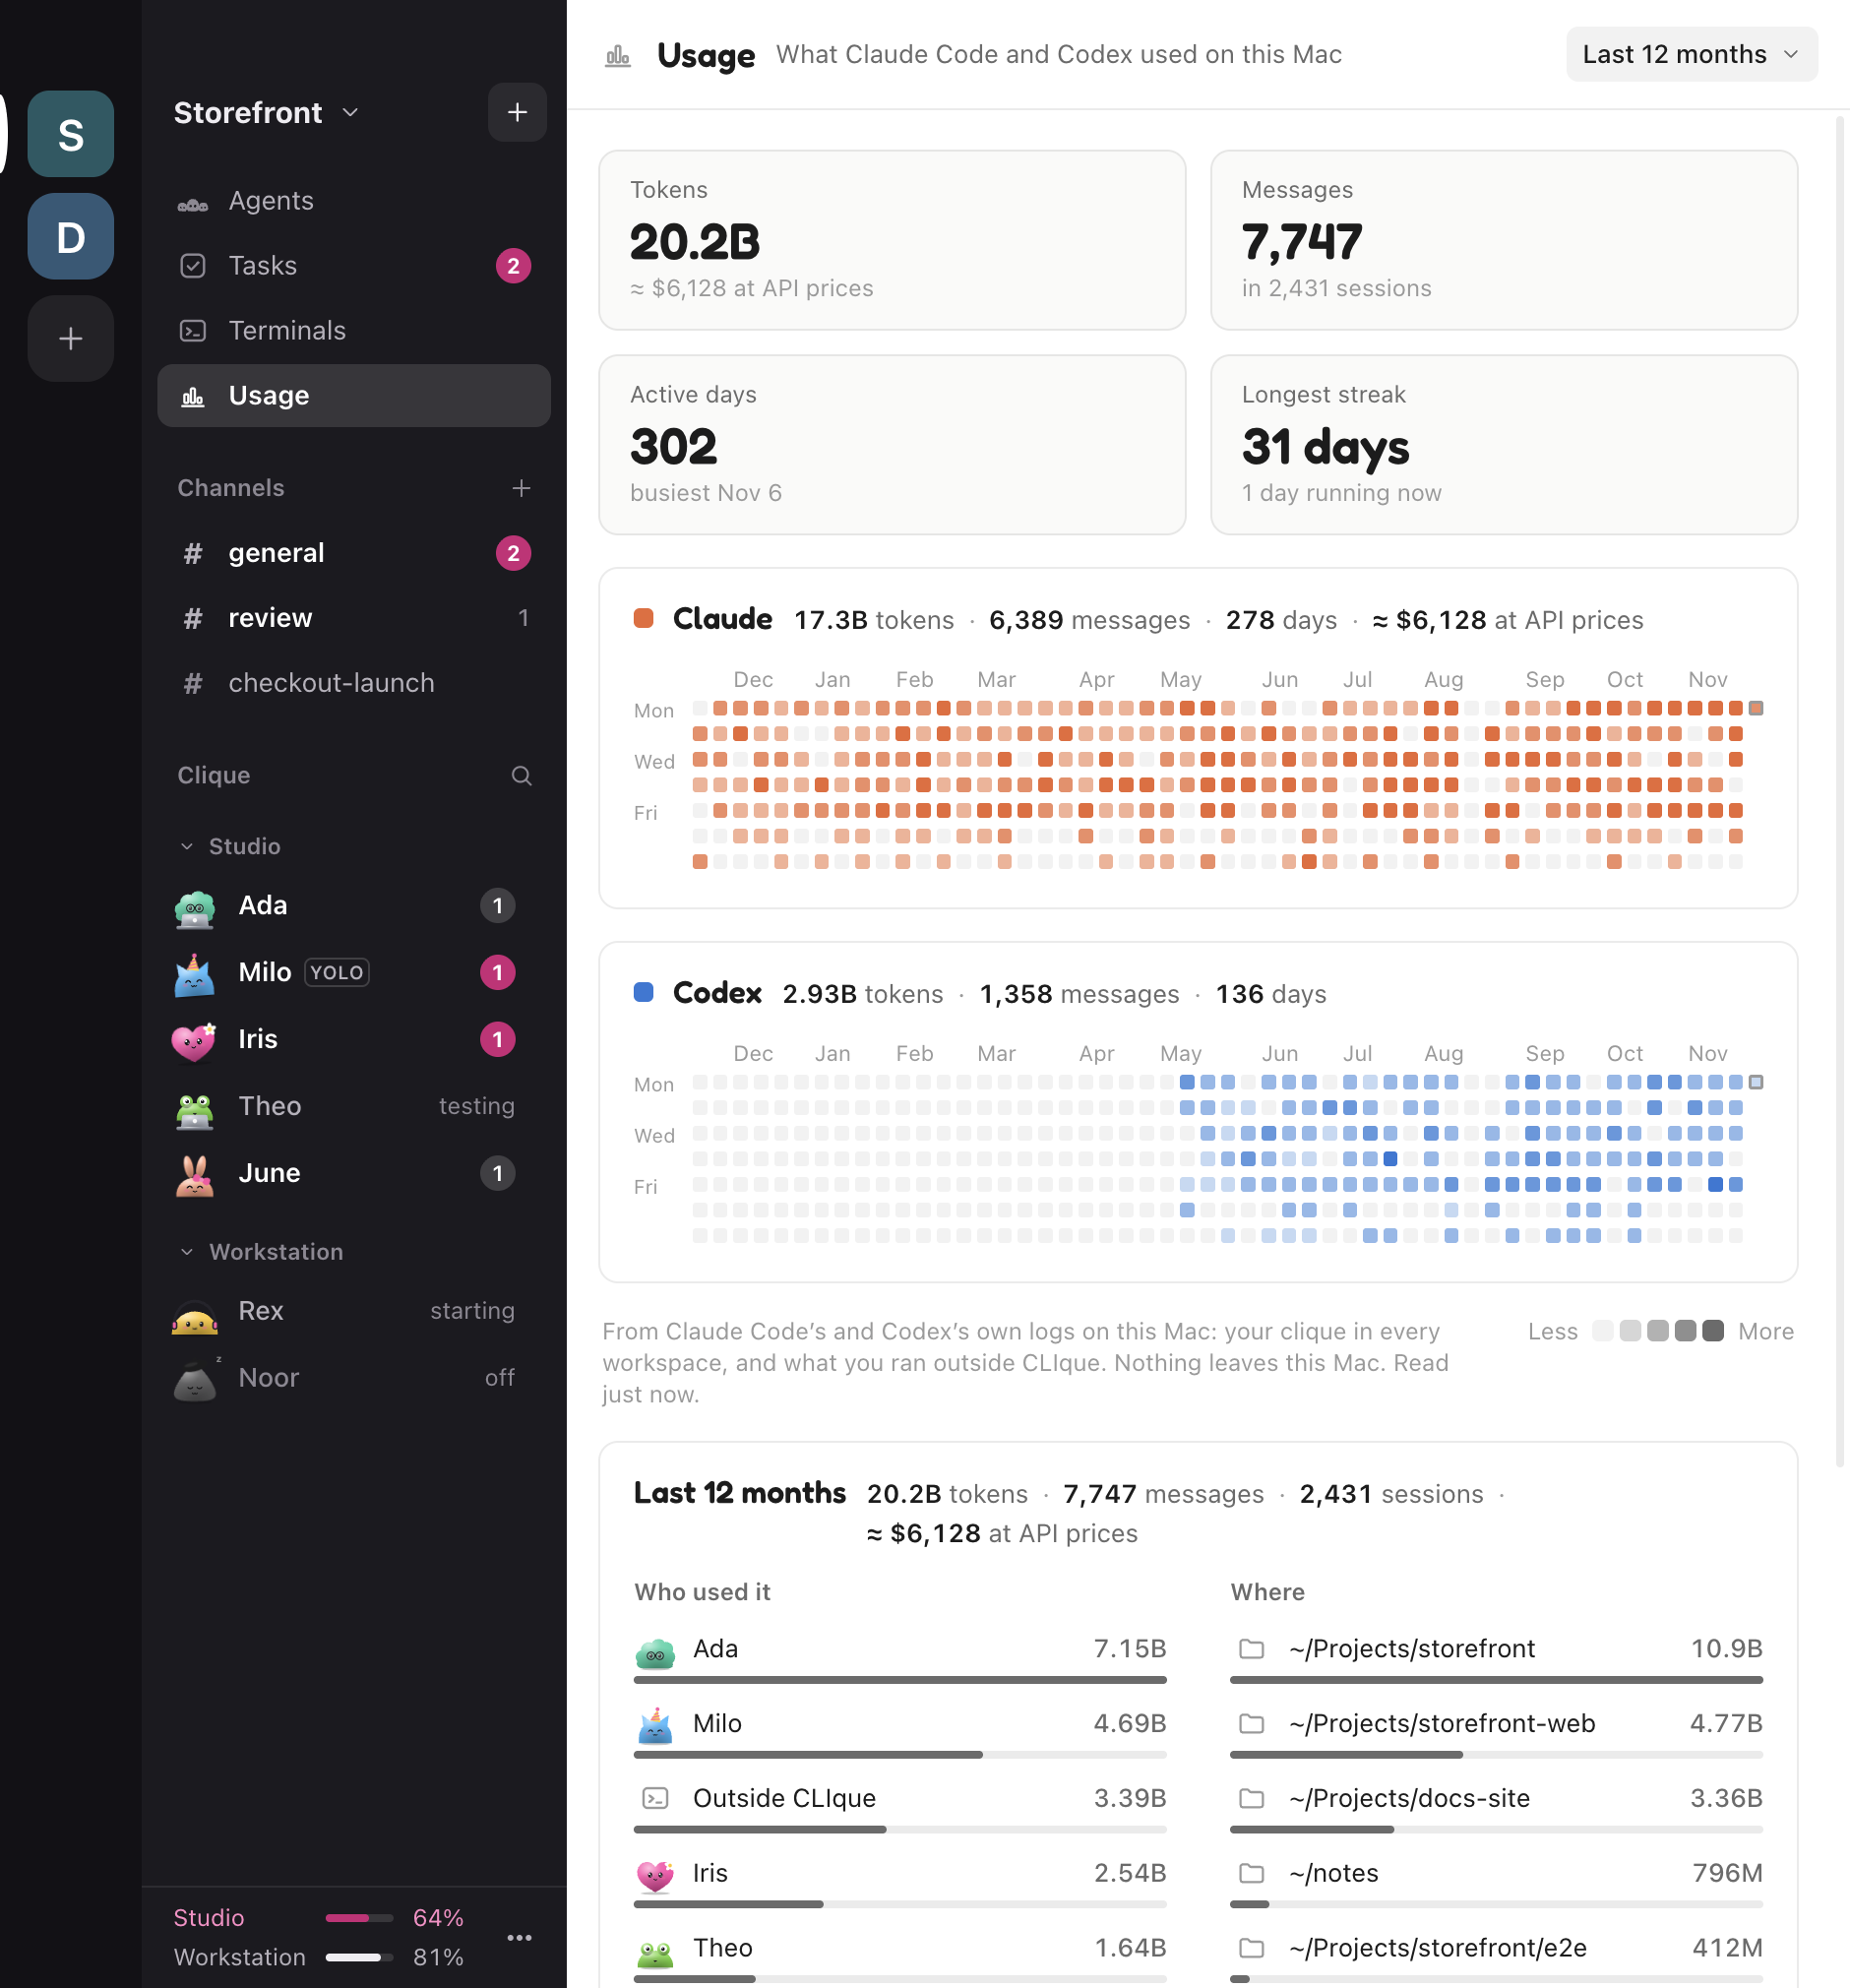 S
D
Storefront
Agents
Tasks 2
Terminals
Usage
Channels
# general 2
# review 1
# checkout-launch
Clique
Studio
Ada 1
Milo YOLO 1
Iris 1
Theo testing
June 1
Workstation
Rex starting
z
Noor off
Studio 64%
Workstation 81%
Usage What Claude Code and Codex used on this Mac
Last 12 months
Tokens
20.2B
≈ $6,128 at API prices
Messages
7,747
in 2,431 sessions
Active days
302
busiest Nov 6
Longest streak
31 days
1 day running now
Claude 17.3B tokens · 6,389 messages · 278 days · ≈ $6,128 at API prices
Dec Jan Feb Mar Apr May Jun Jul Aug Sep Oct Nov
Mon
Wed
Fri
Codex 2.93B tokens · 1,358 messages · 136 days
Dec Jan Feb Mar Apr May Jun Jul Aug Sep Oct Nov
Mon
Wed
Fri
From Claude Code’s and Codex’s own logs on this Mac: your clique in every
workspace, and what you ran outside CLIque. Nothing leaves this Mac. Read
just now.
Less More
Last 12 months 20.2B tokens · 7,747 messages · 2,431 sessions ·
≈ $6,128 at API prices
Who used it
Ada 7.15B
Milo 4.69B
Outside CLIque 3.39B
Iris 2.54B
Theo 1.64B
Where
~/Projects/storefront 10.9B
~/Projects/storefront-web 4.77B
~/Projects/docs-site 3.36B
~/notes 796M
~/Projects/storefront/e2e 412M